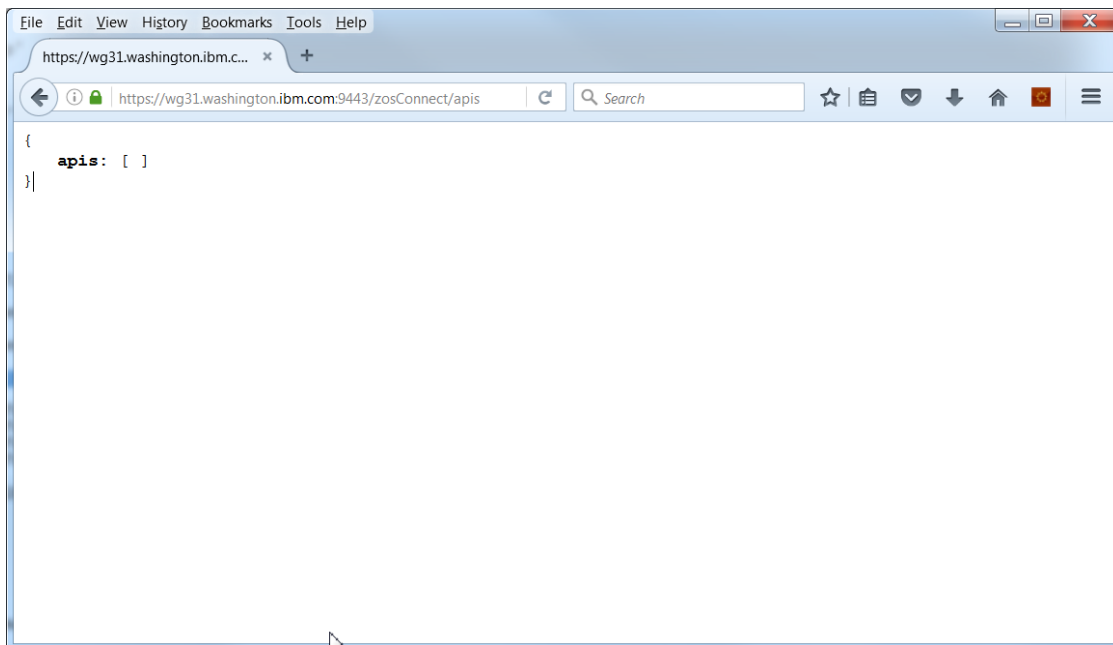 File Edit View History Bookmarks Tools Help
https://wg31.washington.ibm.c...
https://wg31.washington.ibm.com:9443/zosConnect/apis Search
{
apis: [ ]
}